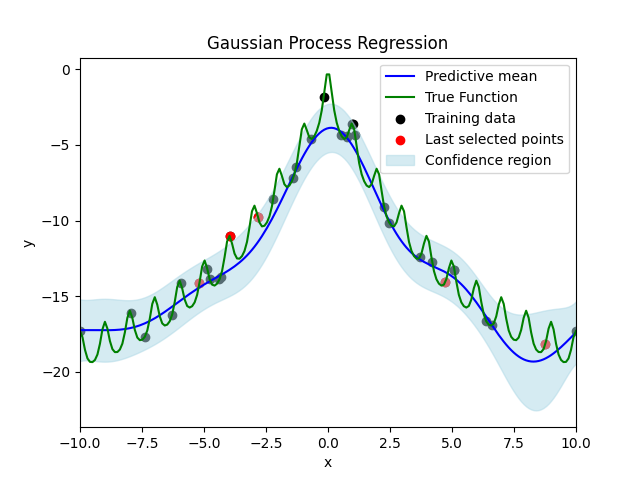 Gaussian Process Regression
Predictive mean
True Function
Training data
Last selected points
Confidence region
y
0
−5
−10
−15
−20
−10.0 −7.5 −5.0 −2.5 0.0 2.5 5.0 7.5 10.0
x